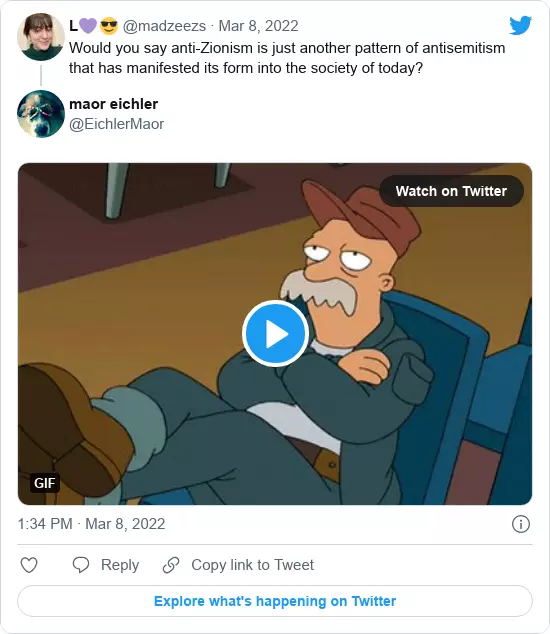 L💜😎 @madzeezs · Mar 8, 2022
Would you say anti-Zionism is just another pattern of antisemitism
that has manifested its form into the society of today?
maor eichler
@EichlerMaor
Watch on Twitter
GIF
1:34 PM · Mar 8, 2022
Reply
Copy link to Tweet
Explore what's happening on Twitter